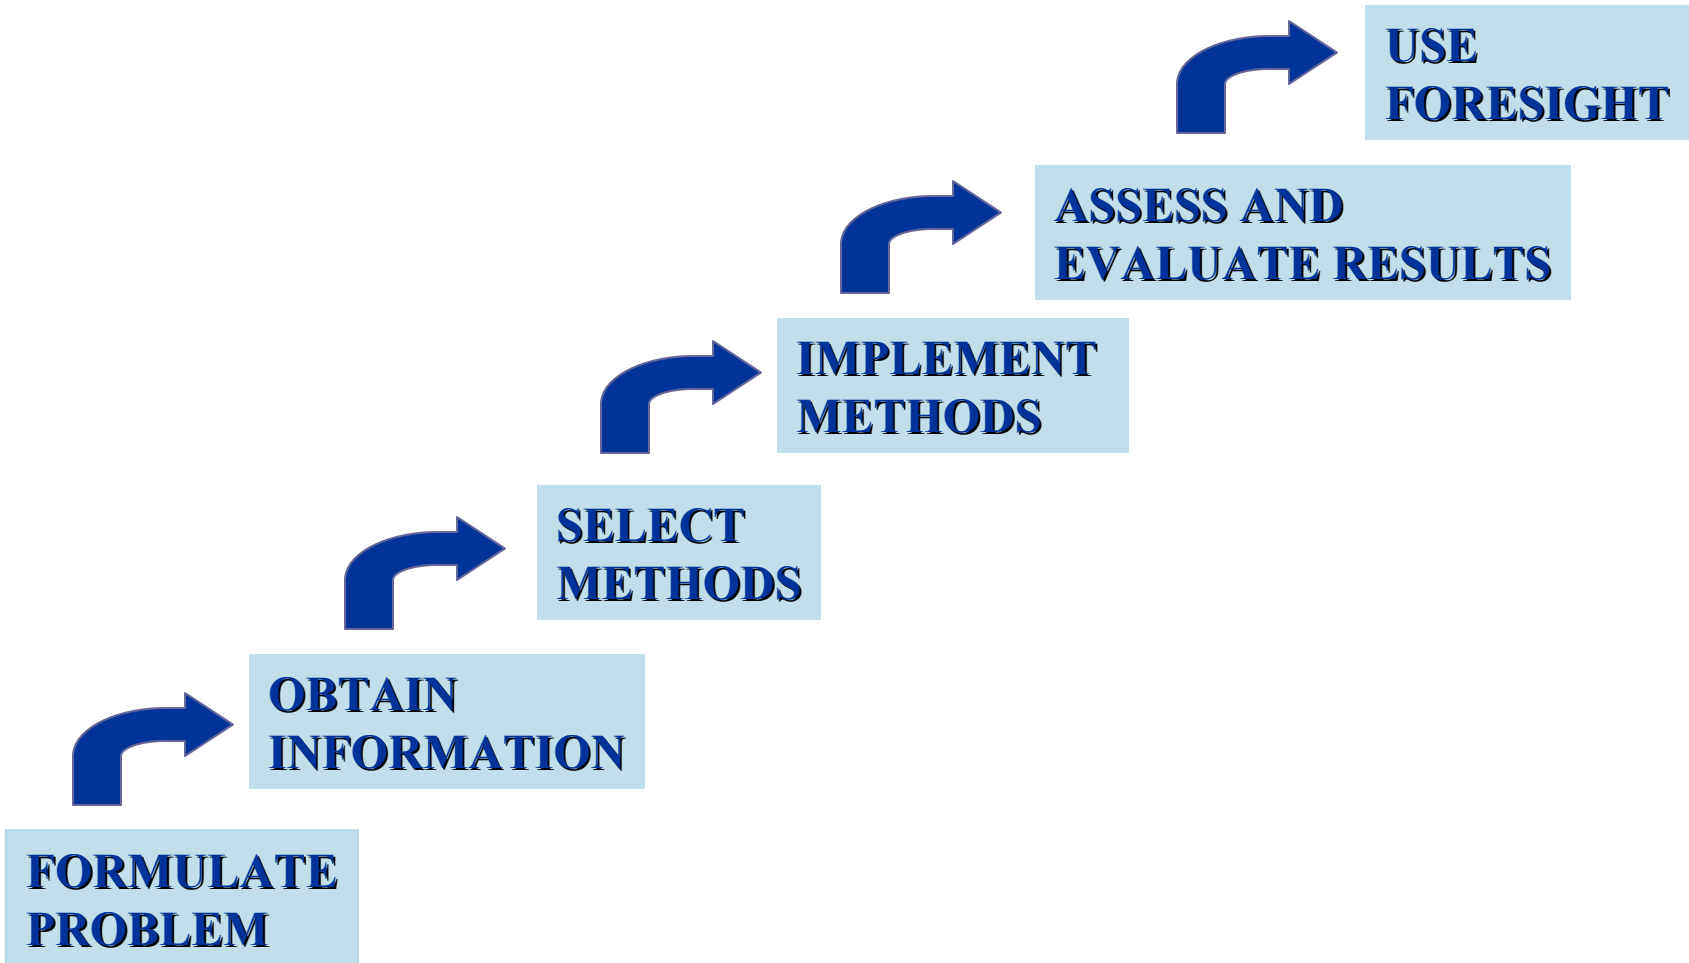 USE
FORESIGHT
ASSESS AND
EVALUATE RESULTS
IMPLEMENT
METHODS
SELECT
METHODS
OBTAIN
INFORMATION
FORMULATE
PROBLEM